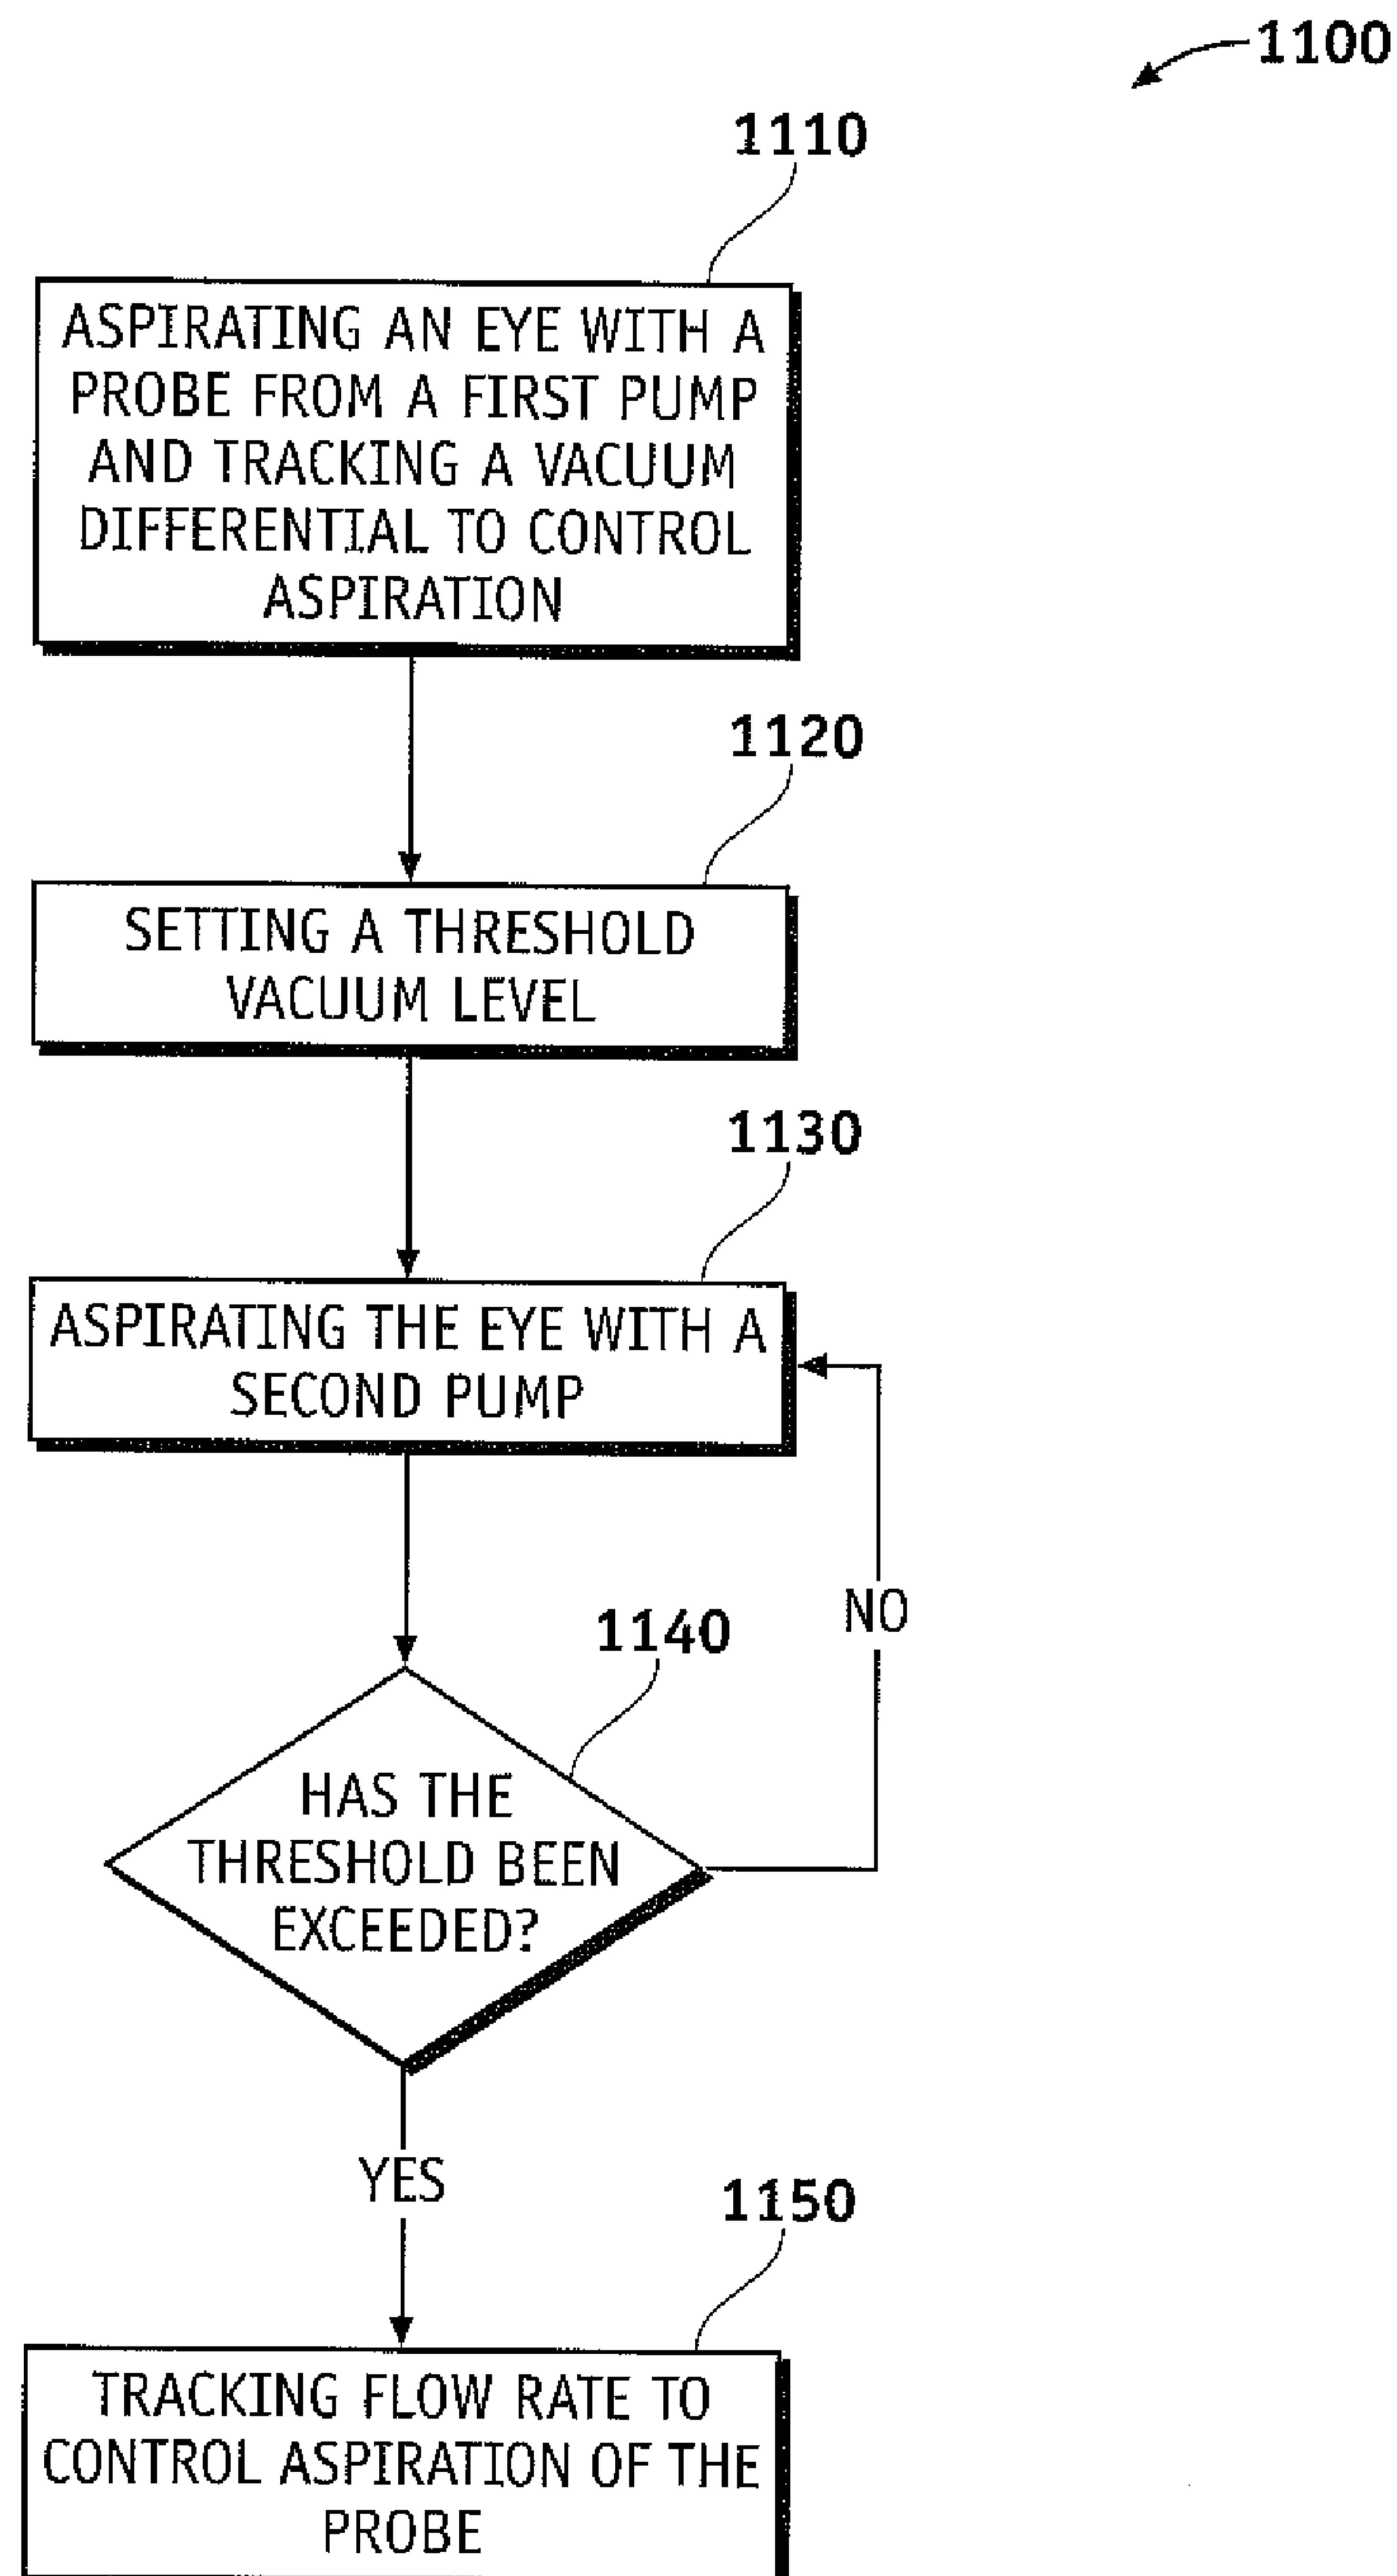 1100
1110
ASPIRATING AN EYE WITH A
PROBE FROM A FIRST PUMP
AND TRACKING A VACUUM
DIFFERENTIAL TO CONTROL
ASPIRATION
1120
SETTING A THRESHOLD
VACUUM LEVEL
1130
ASPIRATING THE EYE WITH A
SECOND PUMP
NO
1140
HAS THE
THRESHOLD BEEN
EXCEEDED?
YES
1150
TRACKING FLOW RATE TO
CONTROL ASPIRATION OF THE
PROBE